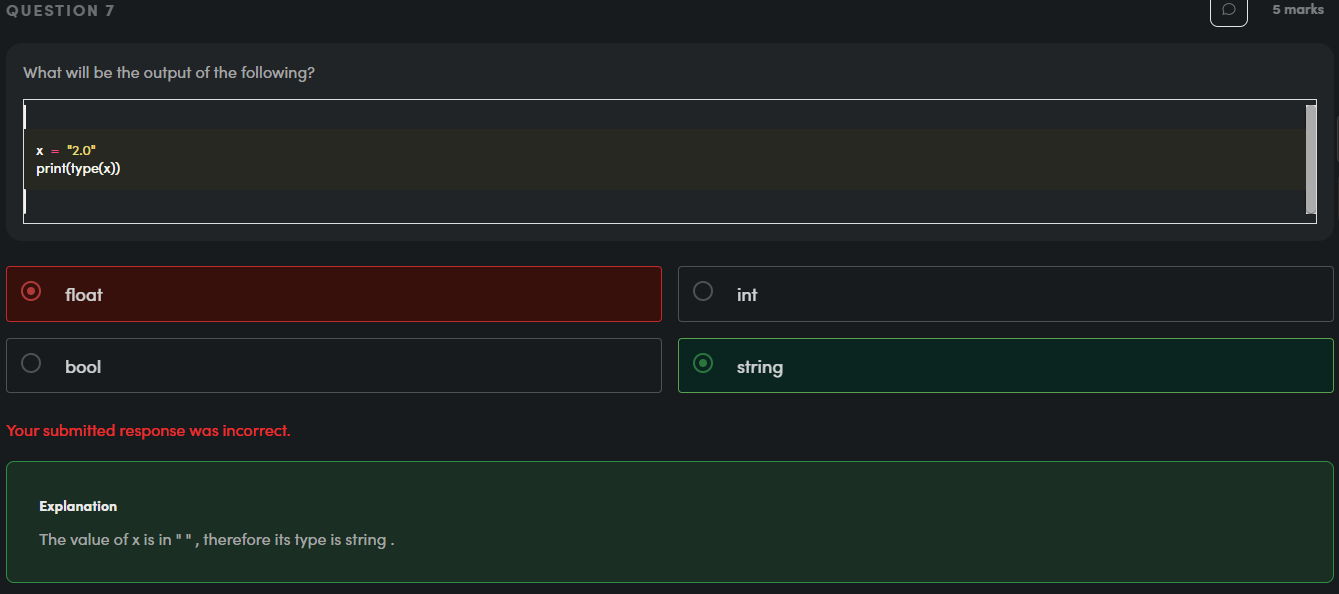 QUESTION 7
5 marks
What will be the output of the following?
x = "2.0"
print(type(x))
float
int
bool
string
Your submitted response was incorrect.
Explanation
The value of x is in " " , therefore its type is string .